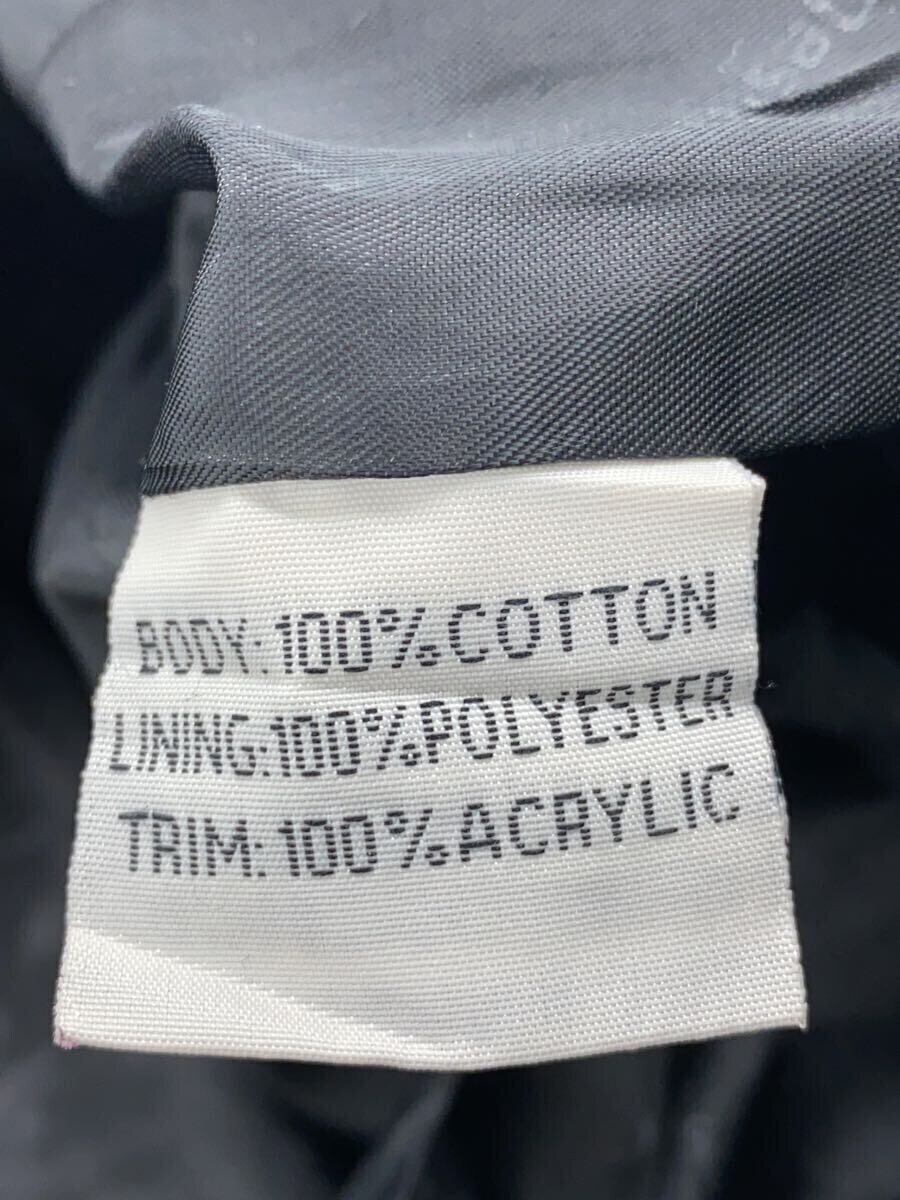 BODY: 100% COTTON
LINING: 100% POLYESTER
TRIM: 100% ACRYLIC